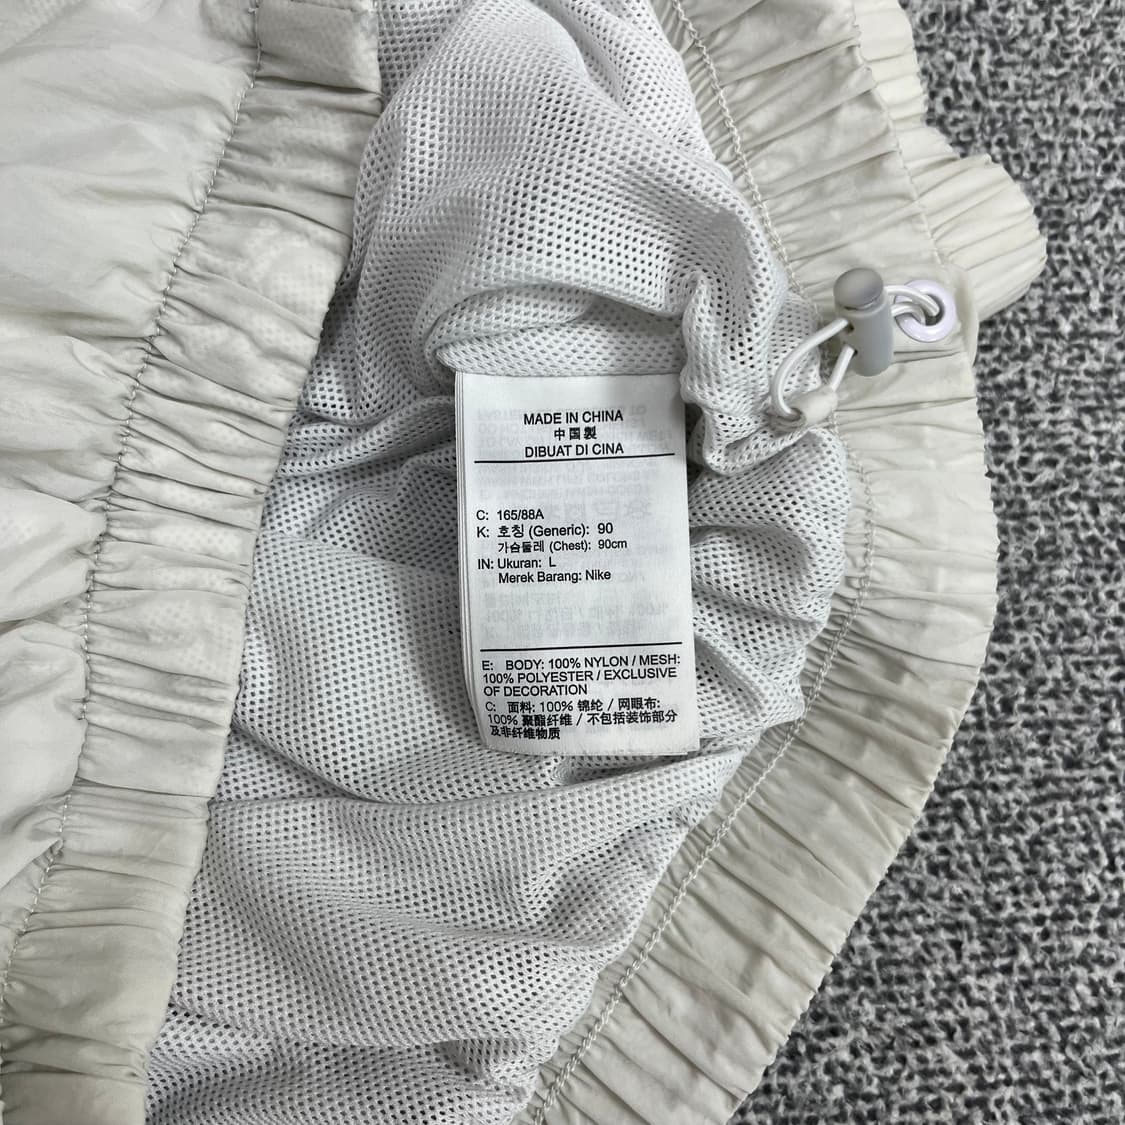 MADE IN CHINA
中国製
DIBUAT DI CINA
C: 165/88A
K: 호칭 (Generic): 90
가슴둘레 (Chest): 90cm
IN: Ukuran: L
Merek Barang: Nike
E: BODY: 100% NYLON / MESH:
100% POLYESTER / EXCLUSIVE
OF DECORATION
C: 面料: 100% 锦纶 / 网眼布:
100% 聚酯纤维 / 不包括装饰部分
及非纤维物质